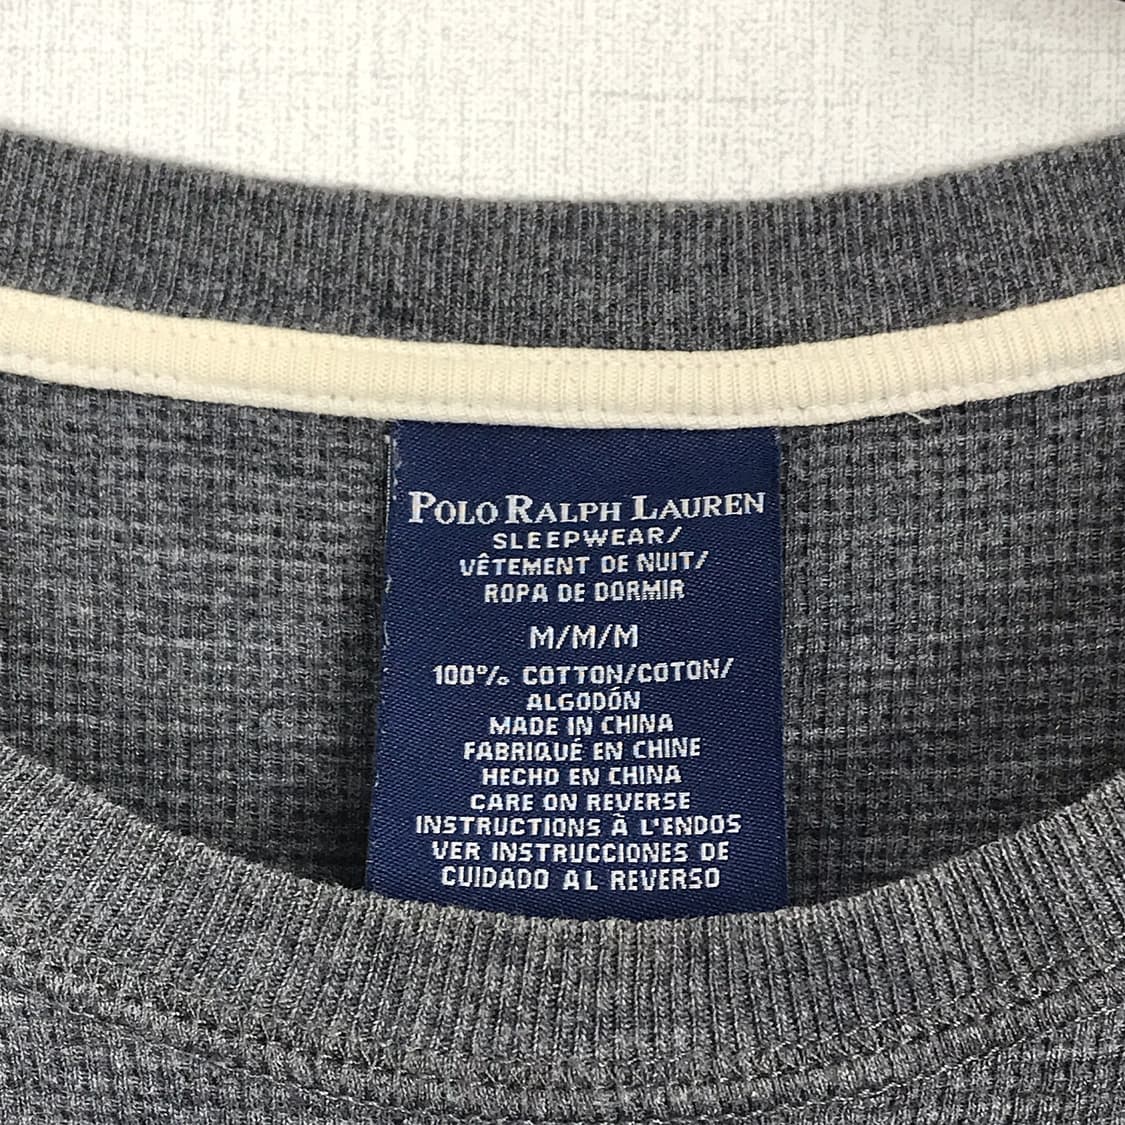 POLO RALPH LAUREN
SLEEPWEAR/
VÊTEMENT DE NUIT/
ROPA DE DORMIR
M/M/M
100% COTTON/COTON/
ALGODÓN
MADE IN CHINA
FABRIQUÉ EN CHINE
HECHO EN CHINA
CARE ON REVERSE
INSTRUCTIONS À L'ENDOS
VER INSTRUCCIONES DE
CUIDADO AL REVERSO